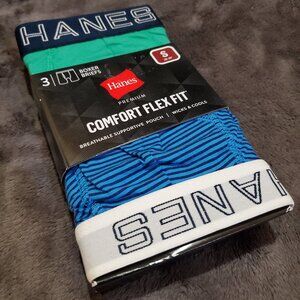 HANES
3
BOXER
BRIEFS
S
Hanes
PREMIUM
COMFORT FLEX FIT
BREATHABLE SUPPORTIVE POUCH | WICKS & COOLS
HANES